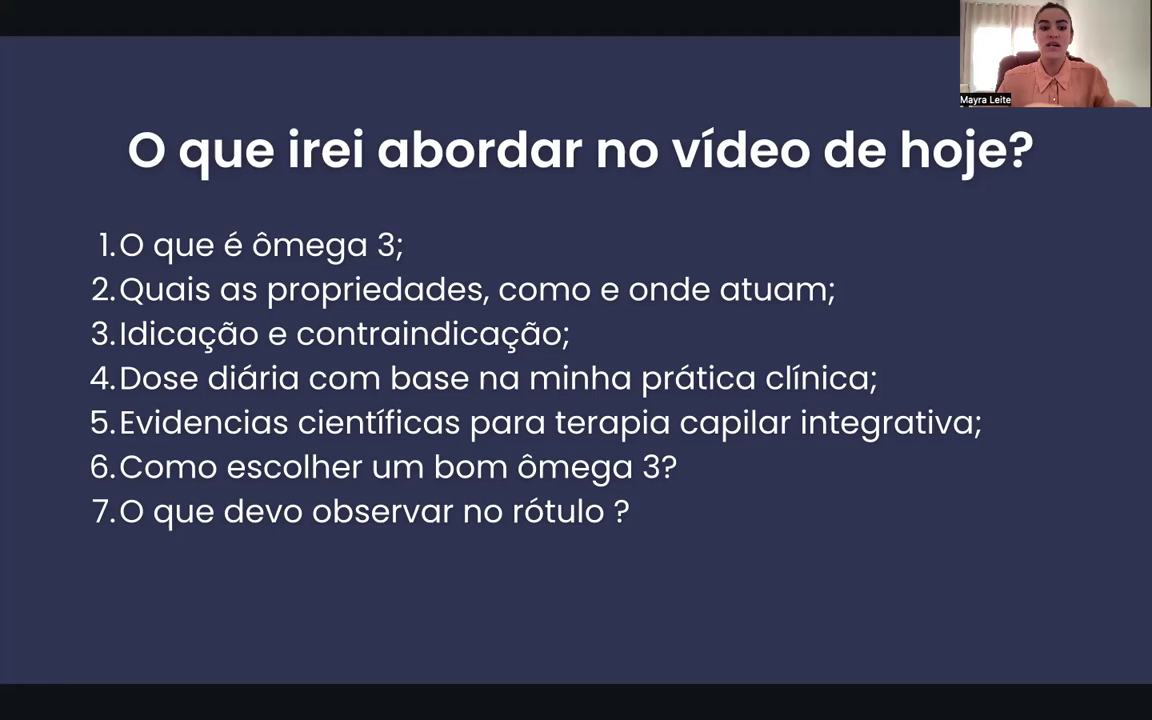 Mayra Leite
O que irei abordar no vídeo de hoje?
1. O que é ômega 3;
2. Quais as propriedades, como e onde atuam;
3. Idicação e contraindicação;
4. Dose diária com base na minha prática clínica;
5. Evidencias científicas para terapia capilar integrativa;
6. Como escolher um bom ômega 3?
7. O que devo observar no rótulo ?